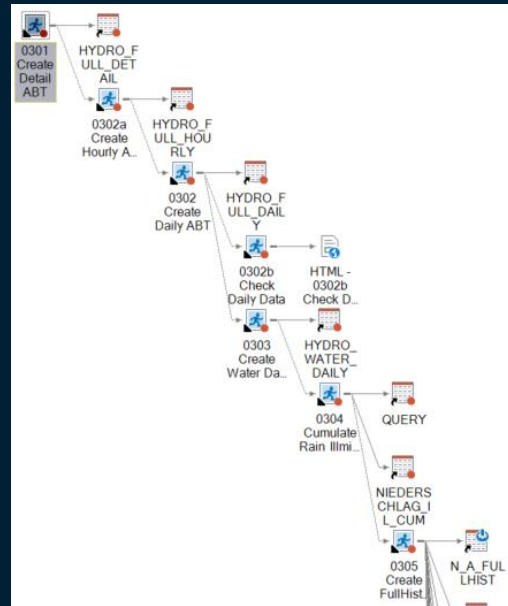 0301
Create
Detail
ABT
HYDRO_F
ULL_DET
AIL
0302a
Create
Hourly A...
HYDRO_F
ULL_HOU
RLY
0302
Create
Daily ABT
HYDRO_F
ULL_DAIL
Y
0302b
Check
Daily Data
HTML -
0302b
Check D...
0303
Create
Water Da...
HYDRO_
WATER_
DAILY
0304
Cumulate
Rain Illmi...
QUERY
NIEDERS
CHLAG_I
L_CUM
0305
Create
FullHist...
N_A_FUL
LHIST